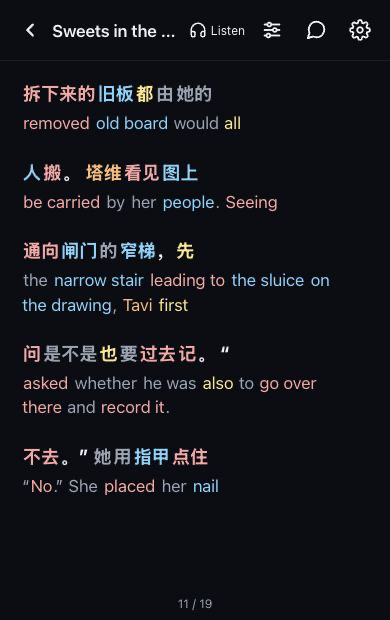 Sweets in the ... Listen
拆下来的旧板都由她的
removed old board would all
人搬。塔维看见图上
be carried by her people. Seeing
通向闸门的窄梯，先
the narrow stair leading to the sluice on
the drawing, Tavi first
问是不是也要过去记。“
asked whether he was also to go over
there and record it.
不去。” 她用指甲点住
“No.” She placed her nail
11 / 19